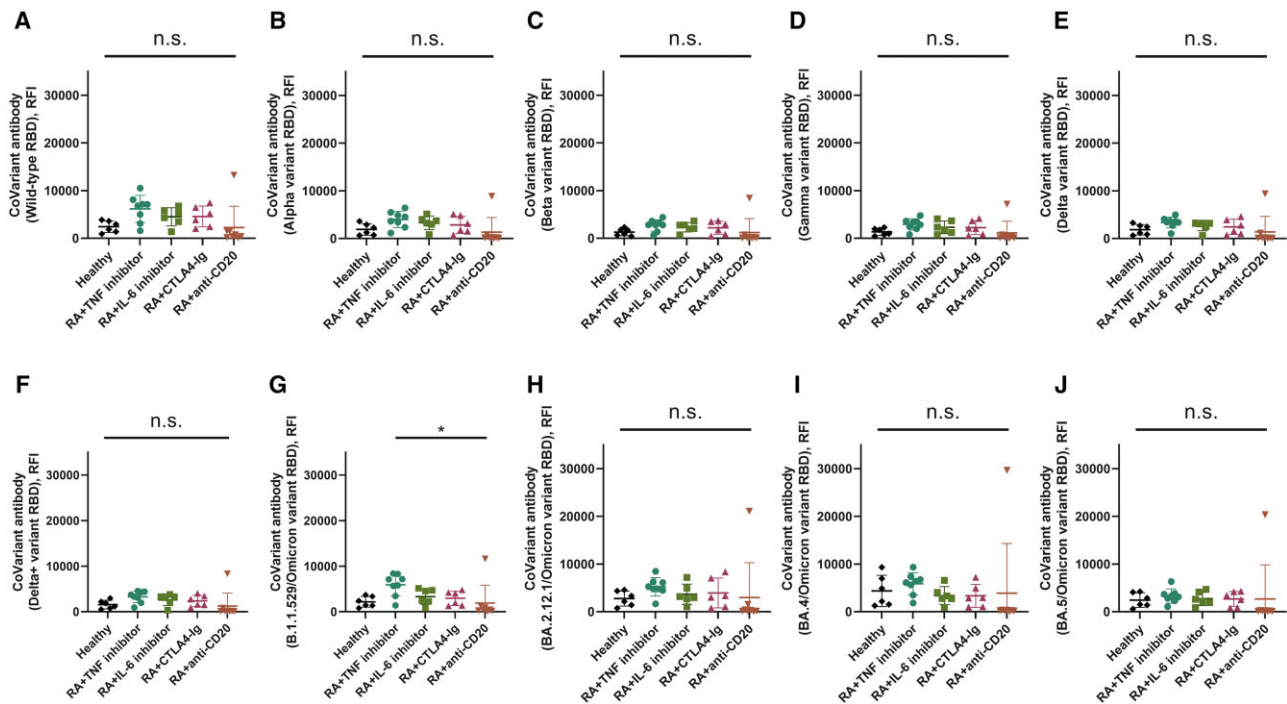 A
n.s.
CoVariant antibody
(Wild-type RBD), RFI
30000
20000
10000
0
Healthy
RA+TNF inhibitor
RA+IL-6 inhibitor
RA+CTLA4-Ig
RA+anti-CD20
B
n.s.
CoVariant antibody
(Alpha variant RBD), RFI
30000
20000
10000
0
Healthy
RA+TNF inhibitor
RA+IL-6 inhibitor
RA+CTLA4-Ig
RA+anti-CD20
C
n.s.
CoVariant antibody
(Beta variant RBD), RFI
30000
20000
10000
0
Healthy
RA+TNF inhibitor
RA+IL-6 inhibitor
RA+CTLA4-Ig
RA+anti-CD20
D
n.s.
CoVariant antibody
(Gamma variant RBD), RFI
30000
20000
10000
0
Healthy
RA+TNF inhibitor
RA+IL-6 inhibitor
RA+CTLA4-Ig
RA+anti-CD20
E
n.s.
CoVariant antibody
(Delta variant RBD), RFI
30000
20000
10000
0
Healthy
RA+TNF inhibitor
RA+IL-6 inhibitor
RA+CTLA4-Ig
RA+anti-CD20
F
n.s.
CoVariant antibody
(Delta+ variant RBD), RFI
30000
20000
10000
0
Healthy
RA+TNF inhibitor
RA+IL-6 inhibitor
RA+CTLA4-Ig
RA+anti-CD20
G
*
CoVariant antibody
(B.1.1.529/Omicron variant RBD), RFI
30000
20000
10000
0
Healthy
RA+TNF inhibitor
RA+IL-6 inhibitor
RA+CTLA4-Ig
RA+anti-CD20
H
n.s.
CoVariant antibody
(BA.2.12.1/Omicron variant RBD), RFI
30000
20000
10000
0
Healthy
RA+TNF inhibitor
RA+IL-6 inhibitor
RA+CTLA4-Ig
RA+anti-CD20
I
n.s.
CoVariant antibody
(BA.4/Omicron variant RBD), RFI
30000
20000
10000
0
Healthy
RA+TNF inhibitor
RA+IL-6 inhibitor
RA+CTLA4-Ig
RA+anti-CD20
J
n.s.
CoVariant antibody
(BA.5/Omicron variant RBD), RFI
30000
20000
10000
0
Healthy
RA+TNF inhibitor
RA+IL-6 inhibitor
RA+CTLA4-Ig
RA+anti-CD20